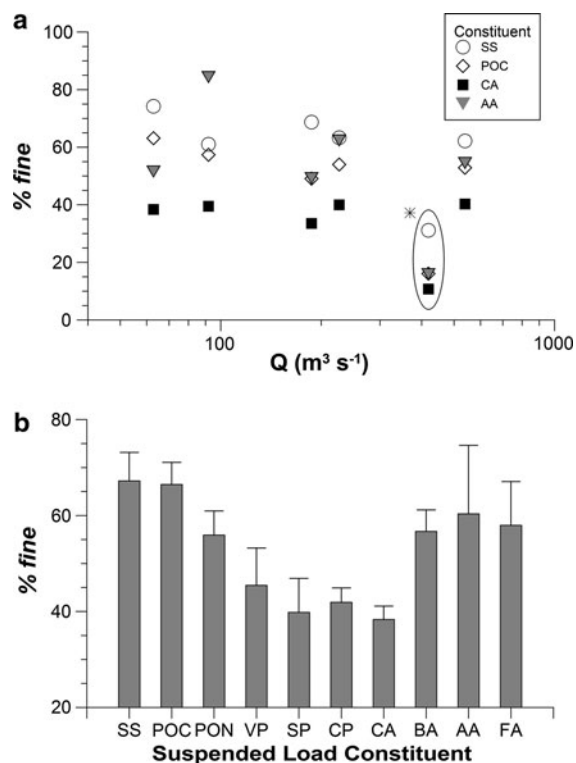 a
Constituent
SS
POC
CA
AA
100
80
60
40
20
0
% fine
*
100
1000
Q (m³ s⁻¹)
b
80
60
40
20
% fine
SS POC PON VP SP CP CA BA AA FA
Suspended Load Constituent